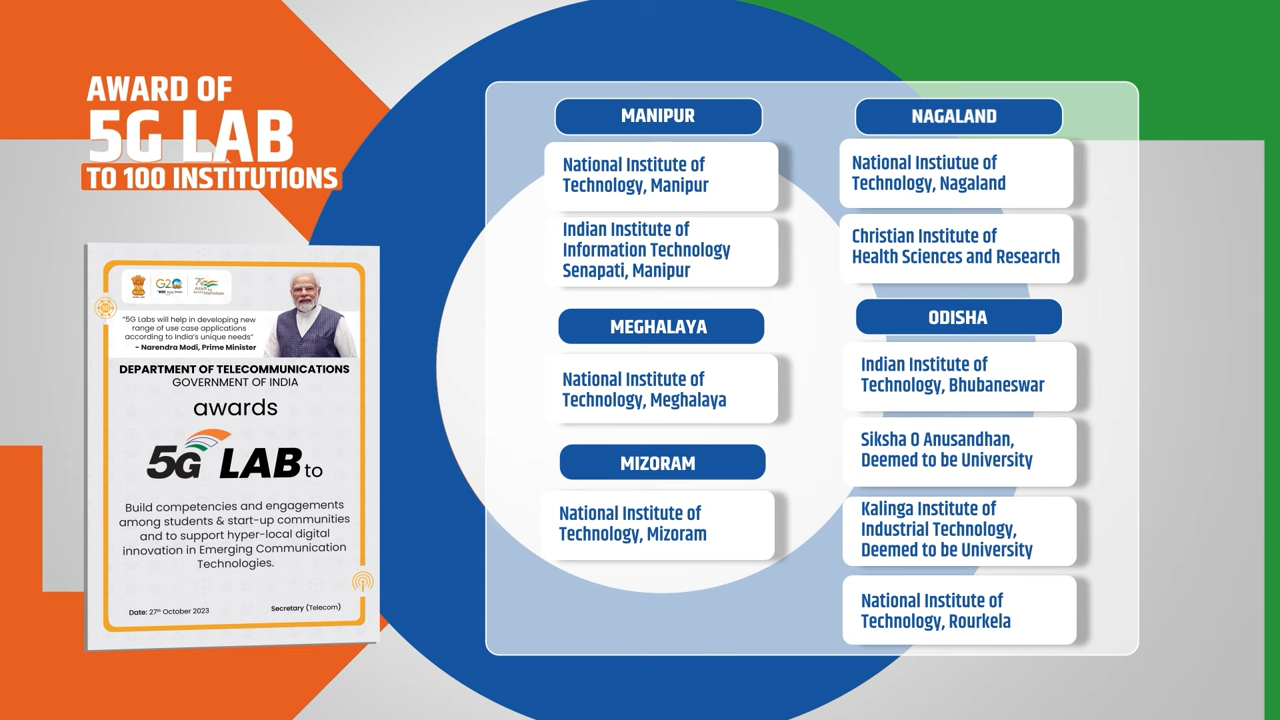 AWARD OF
5G LAB
TO 100 INSTITUTIONS
G20
"5G Labs will help in developing new
range of use case applications
according to India's unique needs"
- Narendra Modi, Prime Minister
DEPARTMENT OF TELECOMMUNICATIONS
GOVERNMENT OF INDIA
awards
5G LAB to
Build competencies and engagements
among students & start-up communities
and to support hyper-local digital
innovation in Emerging Communication
Technologies.
Date: 27th October 2023
Secretary (Telecom)
MANIPUR
National Institute of
Technology, Manipur
Indian Institute of
Information Technology
Senapati, Manipur
MEGHALAYA
National Institute of
Technology, Meghalaya
MIZORAM
National Institute of
Technology, Mizoram
NAGALAND
National Instiutue of
Technology, Nagaland
Christian Institute of
Health Sciences and Research
ODISHA
Indian Institute of
Technology, Bhubaneswar
Siksha O Anusandhan,
Deemed to be University
Kalinga Institute of
Industrial Technology,
Deemed to be University
National Institute of
Technology, Rourkela